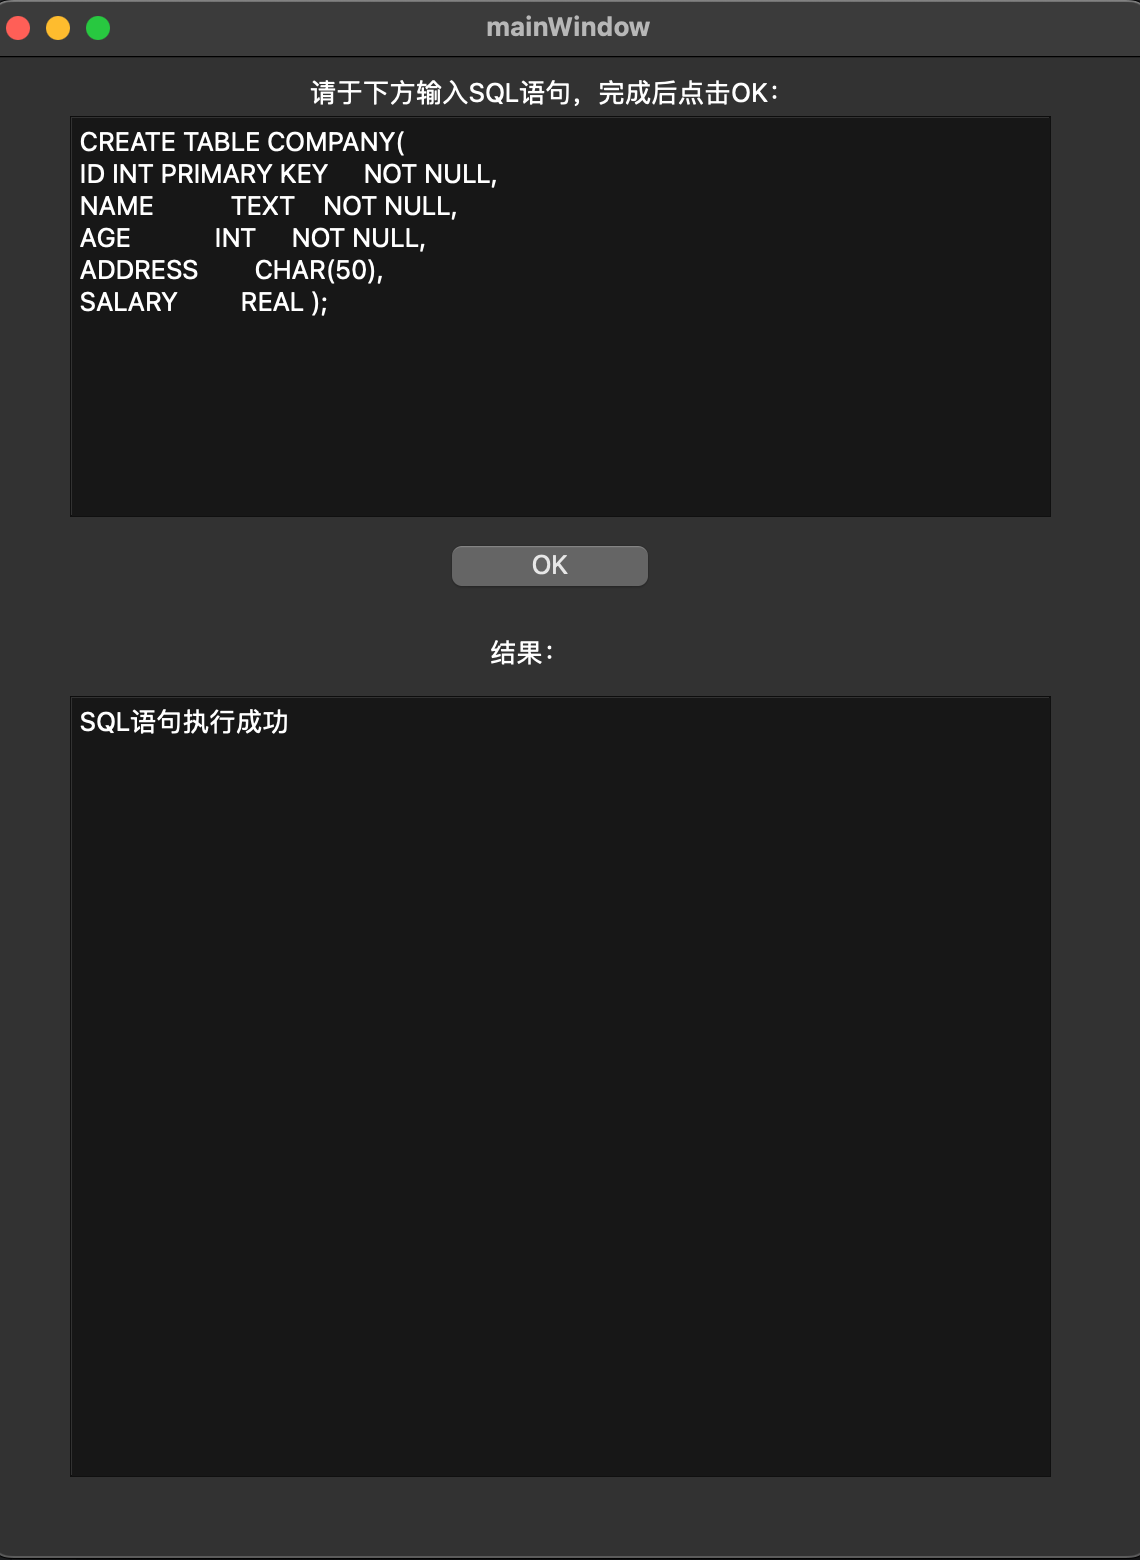 mainWindow
请于下方输入SQL语句，完成后点击OK：
CREATE TABLE COMPANY(
ID INT PRIMARY KEY     NOT NULL,
NAME           TEXT    NOT NULL,
AGE            INT     NOT NULL,
ADDRESS        CHAR(50),
SALARY         REAL );
OK
结果：
SQL语句执行成功